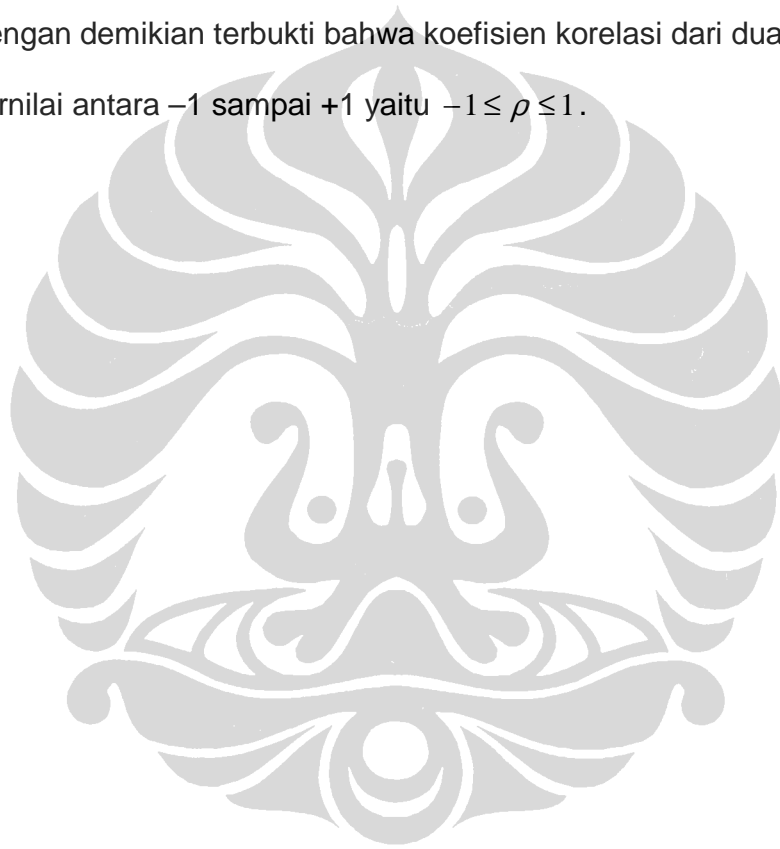 engan demikian terbukti bahwa koefisien korelasi dari dua
rnilai antara –1 sampai +1 yaitu −1 ≤ ρ ≤ 1.